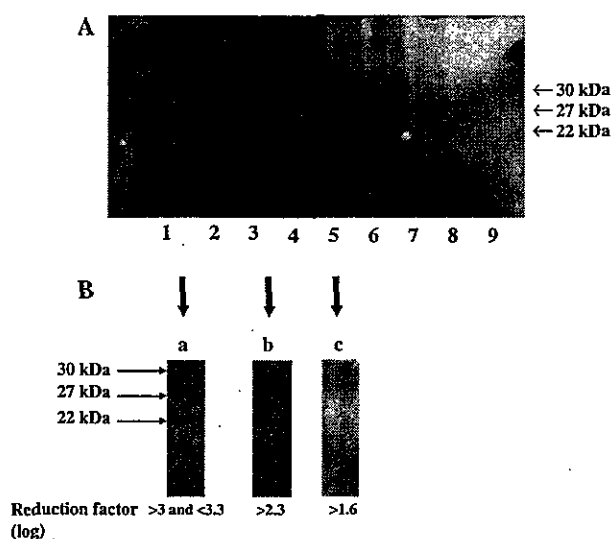 A
← 30 kDa
← 27 kDa
← 22 kDa
1 2 3 4 5 6 7 8 9
B
a b c
30 kDa
27 kDa
22 kDa
Reduction factor >3 and <3.3 >2.3 >1.6
(log)